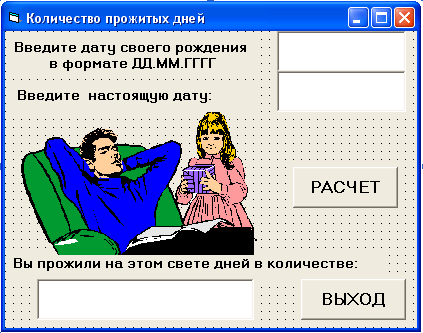 Количество прожитых дней
Введите дату своего рождения
в формате ДД.ММ.ГГГГ
Введите настоящую дату:
РАСЧЕТ
Вы прожили на этом свете дней в количестве:
ВЫХОД